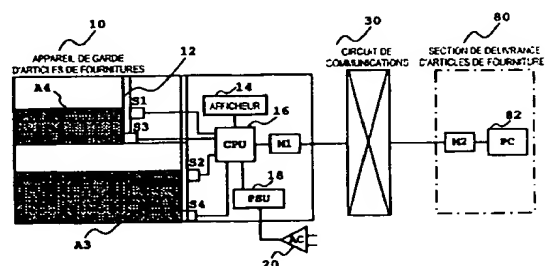 10
APPAREIL DE GARDE
D'ARTICLES DE FOURNITURES
12
A4
S1
S3
14
AFFICHEUR
16
CPU
M1
S2
18
PSU
S4
A3
AC
20
30
CIRCUIT DE
COMMUNICATIONS
80
SECTION DE DELIVRANCE
D'ARTICLES DE FOURNITURE
82
M2
PC